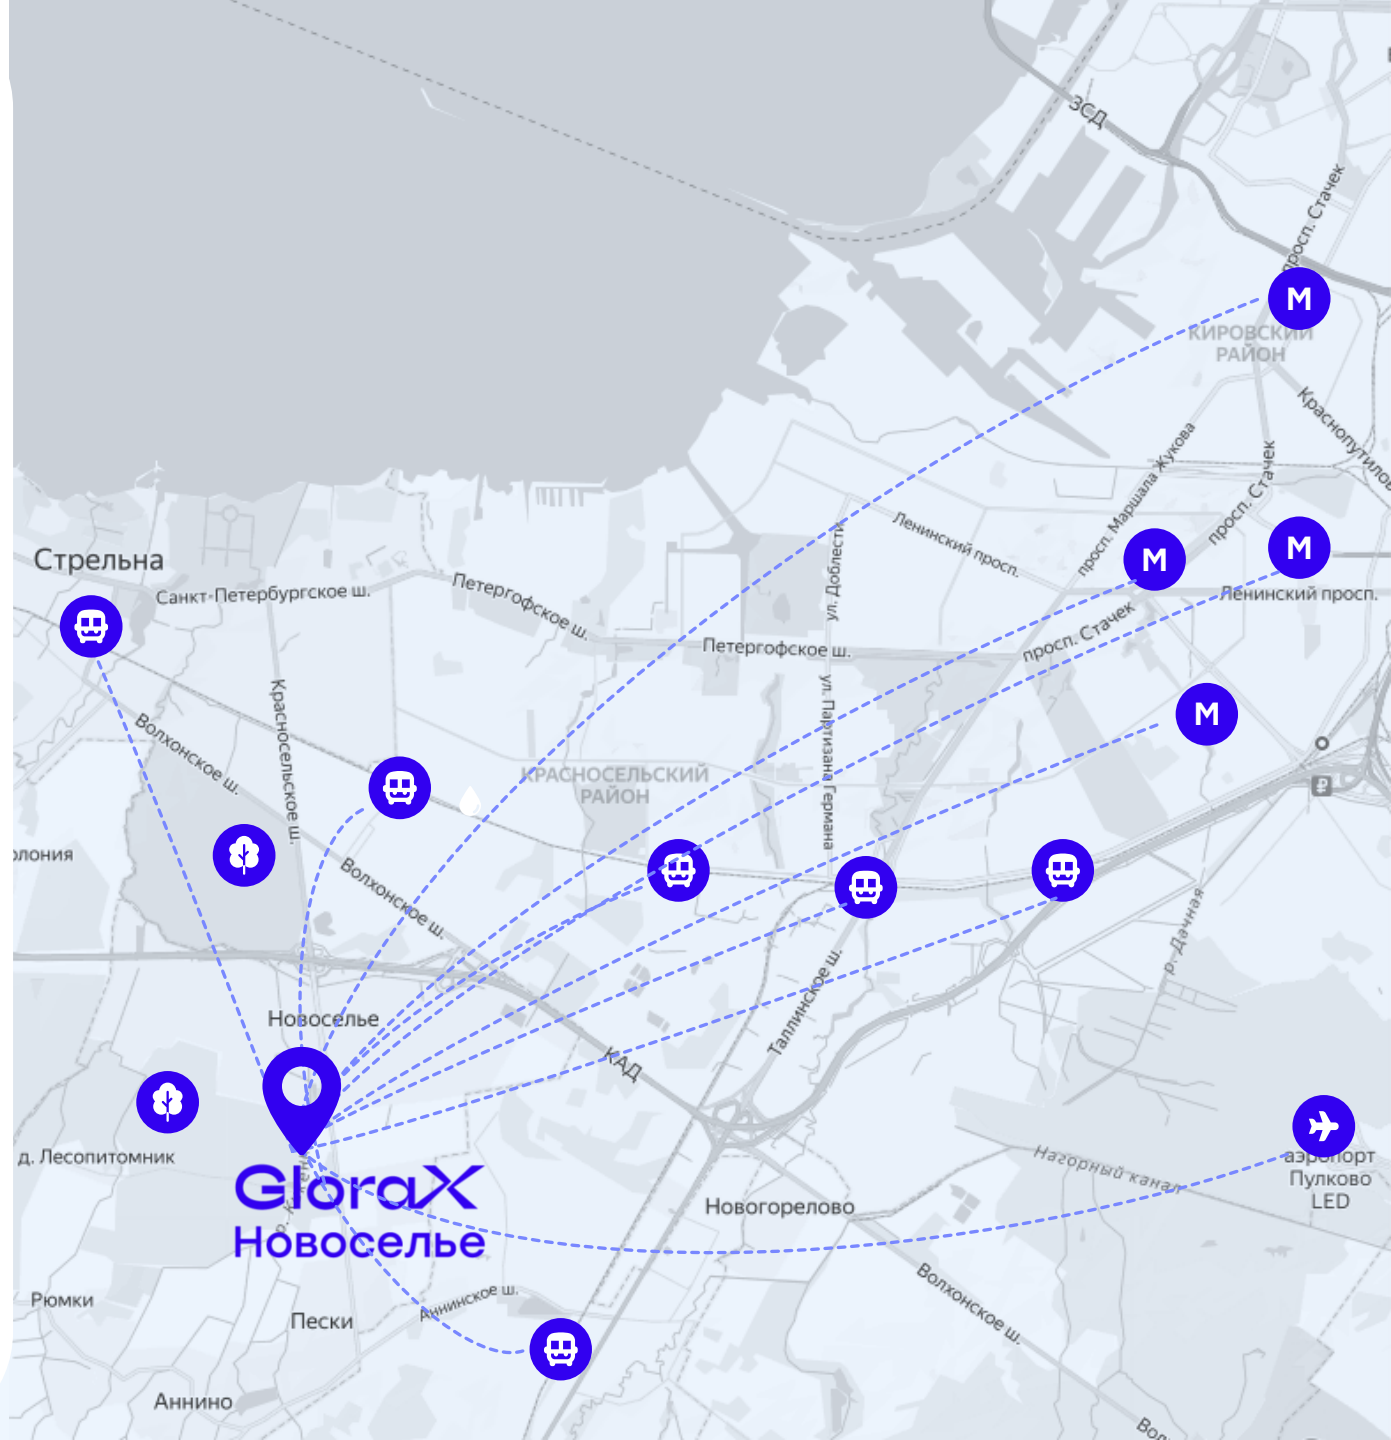 ЗСД
просп. Стачек
М
КИРОВСКИЙ
РАЙОН
Краснопутилов
просп. Маршала Жукова
просп. Стачек
Ленинский просп.
ул. Доблести
М
М
Стрельна
Санкт-Петербургское ш.
Петергофское ш.
Ленинский просп.
просп. Стачек
Петергофское ш.
Красносельское ш.
ул. Партизана Германа
М
Волхонское ш.
КРАСНОСЕЛЬСКИЙ
РАЙОН
олония
Волхонское ш.
р. Дачная
Таллинское ш.
Новоселье
КАД
д. Лесопитомник
Нагорный канал
аэропорт
Пулково
LED
GloraX
Новоселье
Новогорелово
Волхонское ш.
Аннинское ш.
Рюмки
Пески
Аннино
Вол